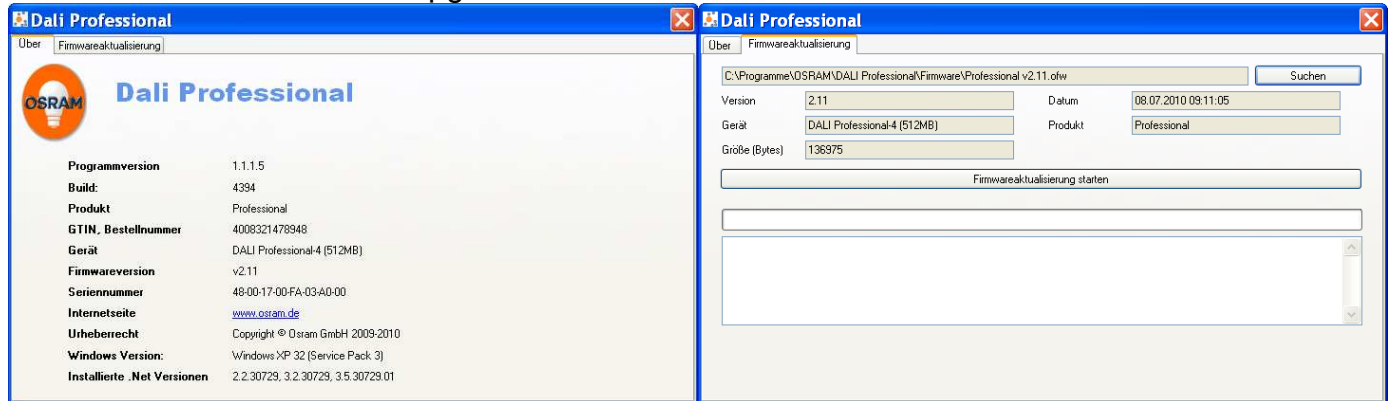 Dali Professional
Über Firmwareaktualisierung
OSRAM
Dali Professional
Programmversion 1.1.1.5
Build: 4394
Produkt Professional
GTIN, Bestellnummer 4008321478948
Gerät DALI Professional-4 (512MB)
Firmwareversion v2.11
Seriennummer 48-00-17-00-FA-03-A0-00
Internetseite www.osram.de
Urheberrecht Copyright © Osram GmbH 2009-2010
Windows Version: Windows XP 32 (Service Pack 3)
Installierte .Net Versionen 2.2.30729, 3.2.30729, 3.5.30729.01
Dali Professional
Über Firmwareaktualisierung
C:\Programme\OSRAM\DALI Professional\Firmware\Professional v2.11.ofw Suchen
Version 2.11 Datum 08.07.2010 09:11:05
Gerät DALI Professional-4 (512MB) Produkt Professional
Größe (Bytes) 136975
Firmwareaktualisierung starten